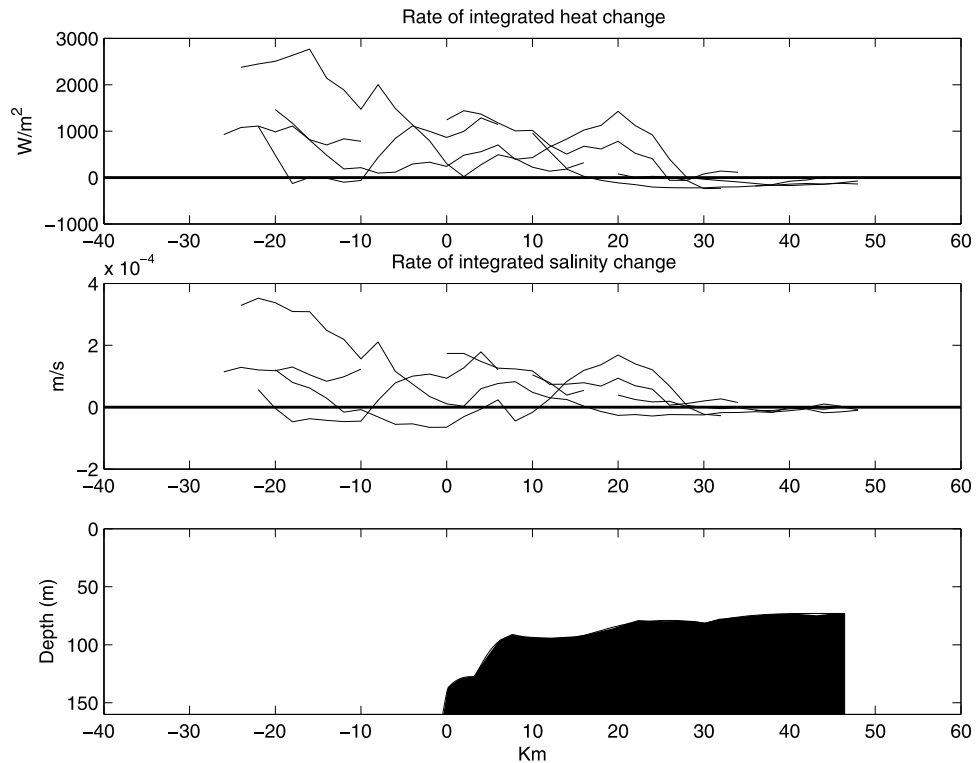 Rate of integrated heat change
3000
2000
1000
0
−1000
W/m²
−40 −30 −20 −10 0 10 20 30 40 50 60
x 10⁻⁴
Rate of integrated salinity change
4
2
0
−2
m/s
−40 −30 −20 −10 0 10 20 30 40 50 60
0
50
100
150
Depth (m)
−40 −30 −20 −10 0 10 20 30 40 50 60
Km